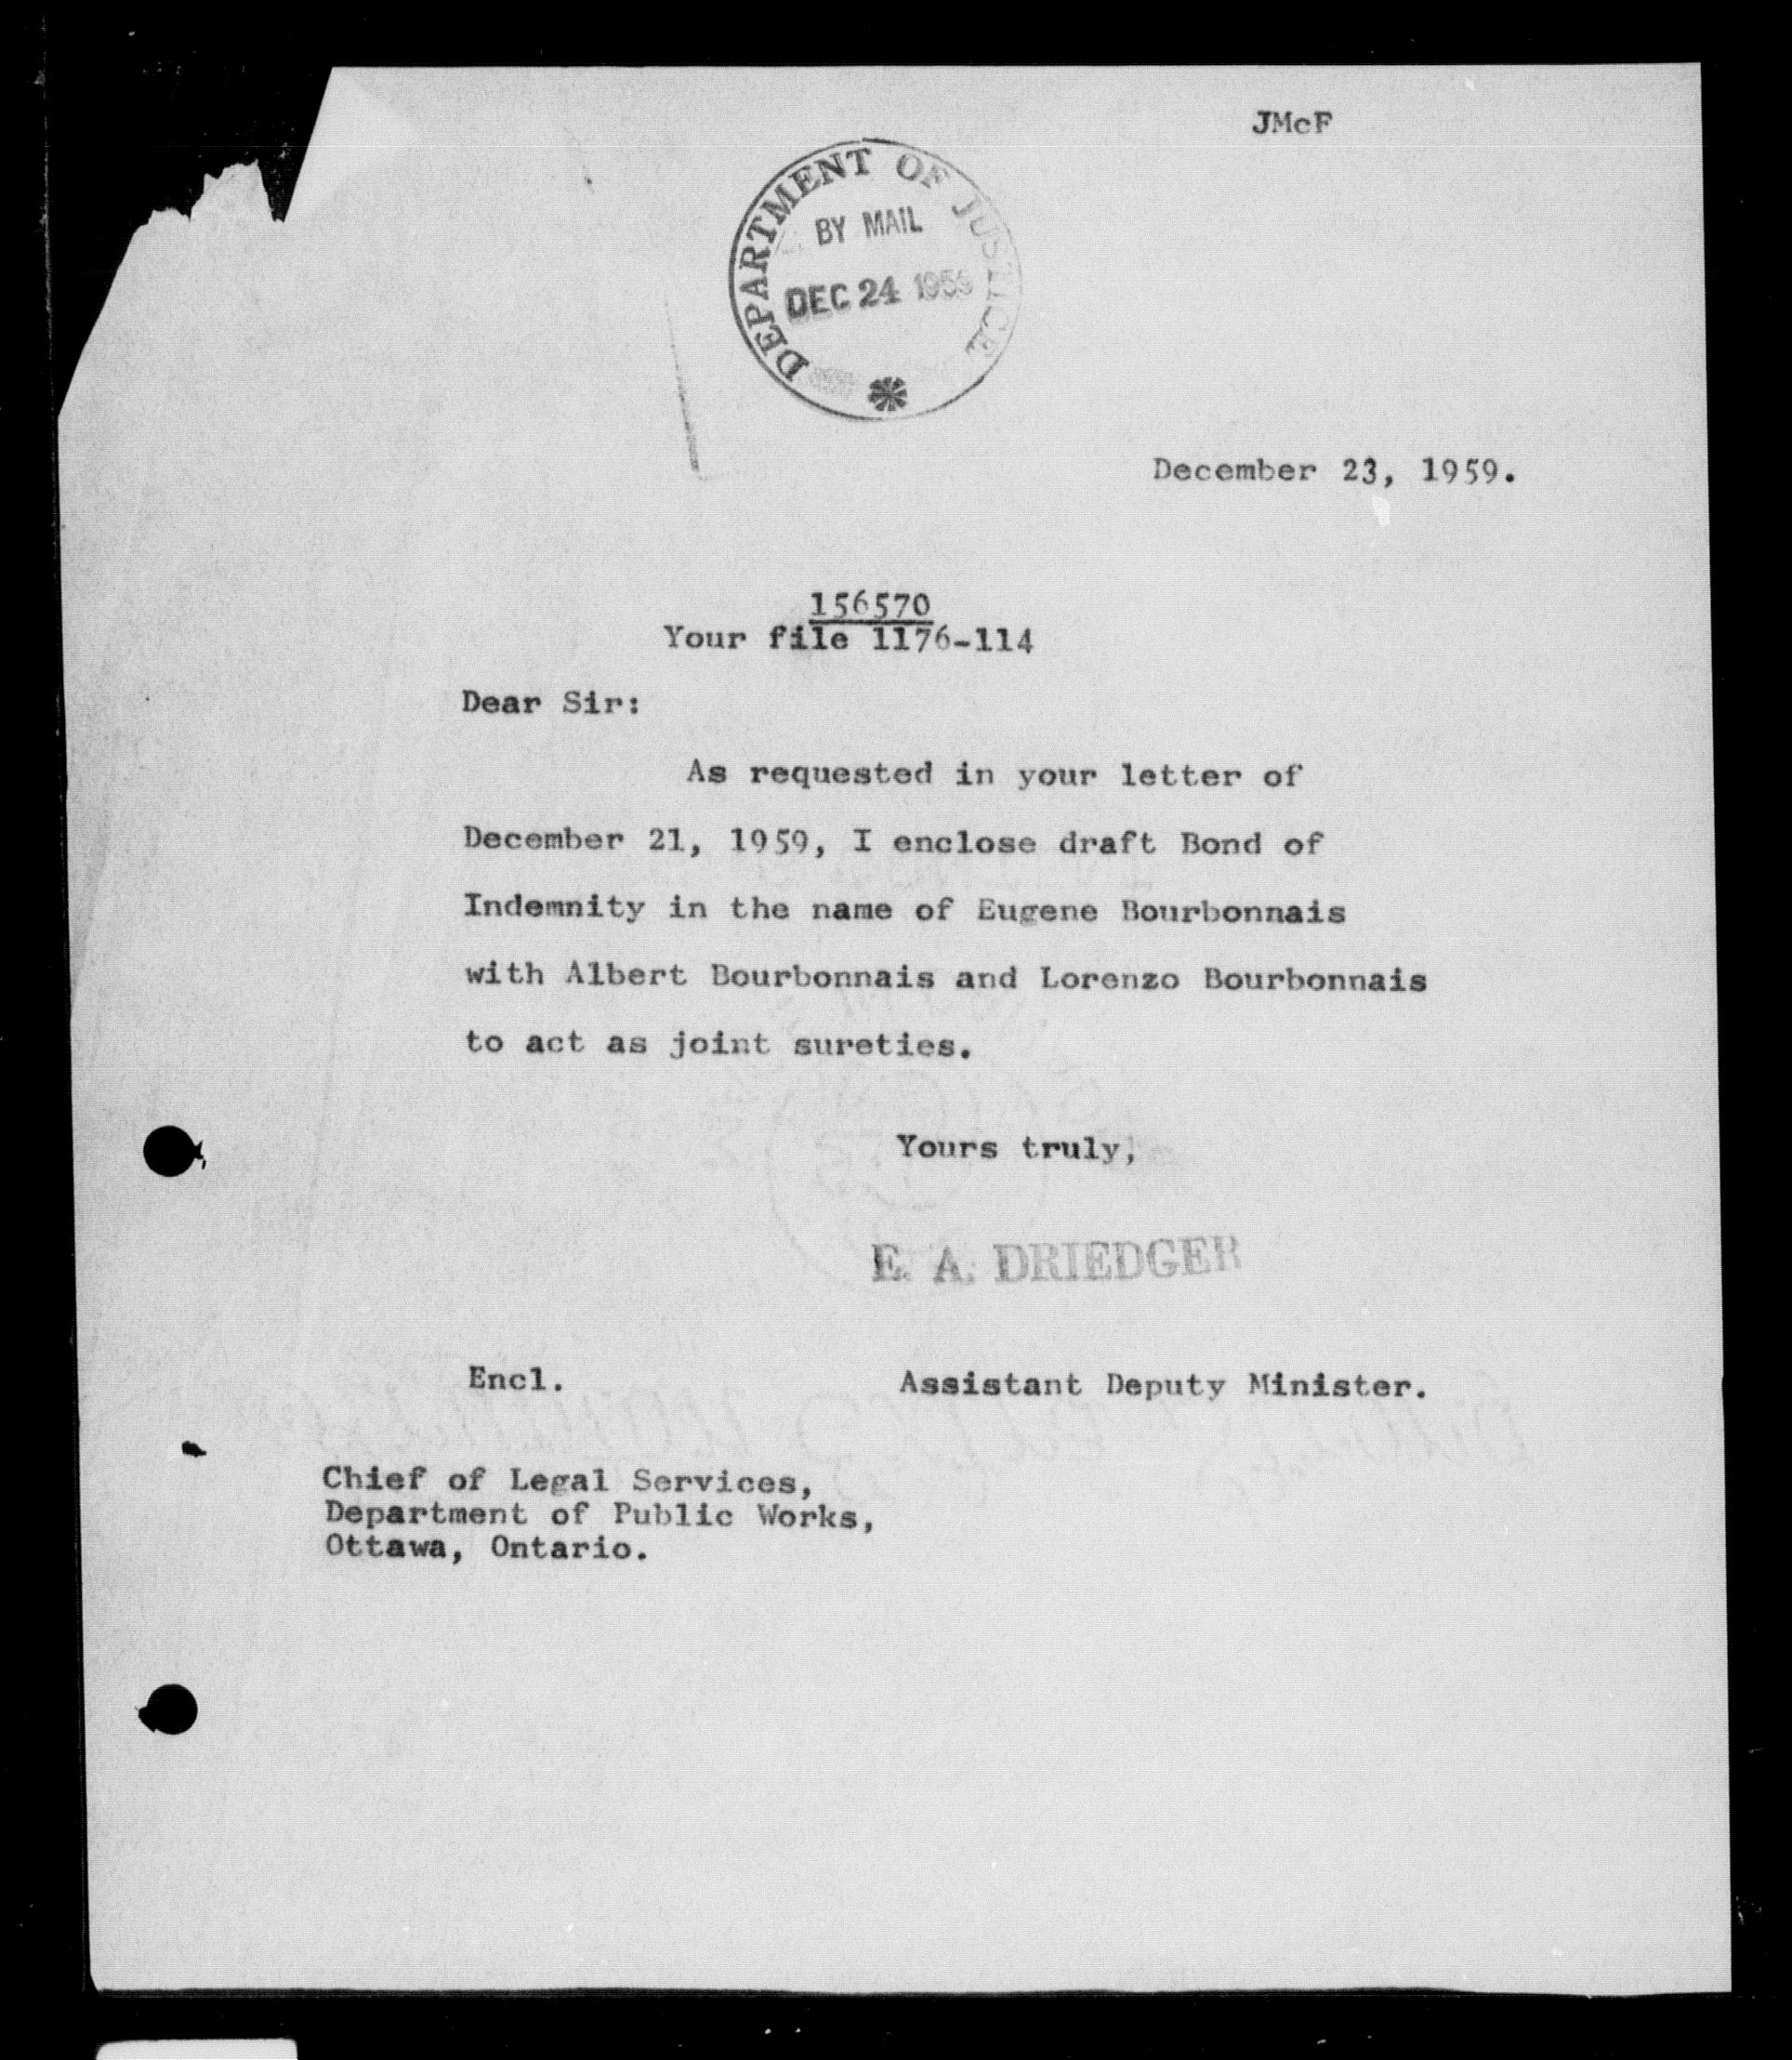 JMcF
DEPARTMENT OF JUSTICE
BY MAIL
DEC 24 1959
December 23, 1959.
156570
Your file 1176-114
Dear Sir:
As requested in your letter of
December 21, 1959, I enclose draft Bond of
Indemnity in the name of Eugene Bourbonnais
with Albert Bourbonnais and Lorenzo Bourbonnais
to act as joint sureties.
Yours truly,
E. A. DRIEDGER
Encl.
Assistant Deputy Minister.
Chief of Legal Services,
Department of Public Works,
Ottawa, Ontario.